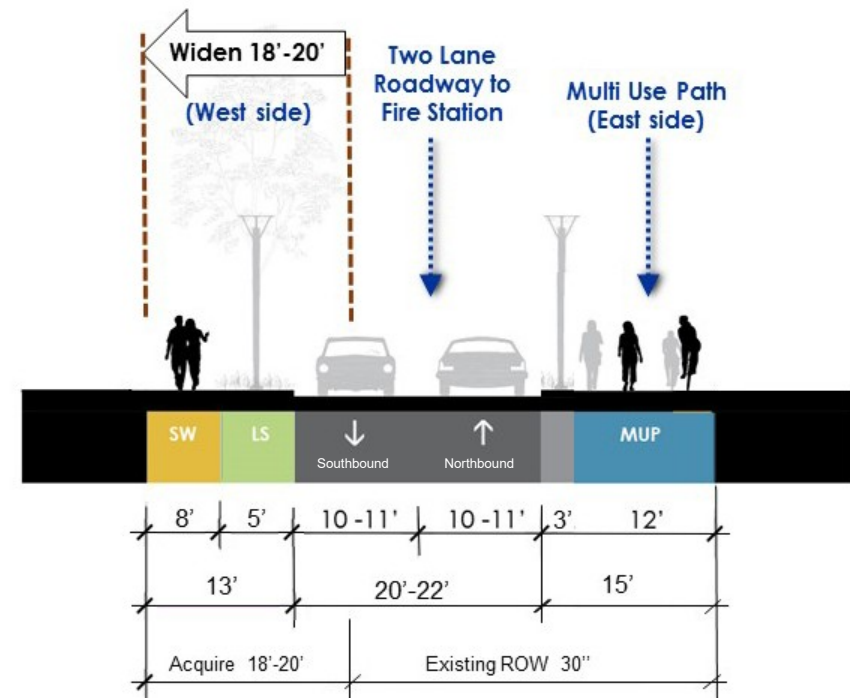 Widen 18'-20'
(West side)
Two Lane
Roadway to
Fire Station
Multi Use Path
(East side)
SW
LS
↓
↑
MUP
Southbound
Northbound
8'
5'
10 -11'
10 -11'
3'
12'
13'
20'-22'
15'
Acquire 18'-20'
Existing ROW 30''